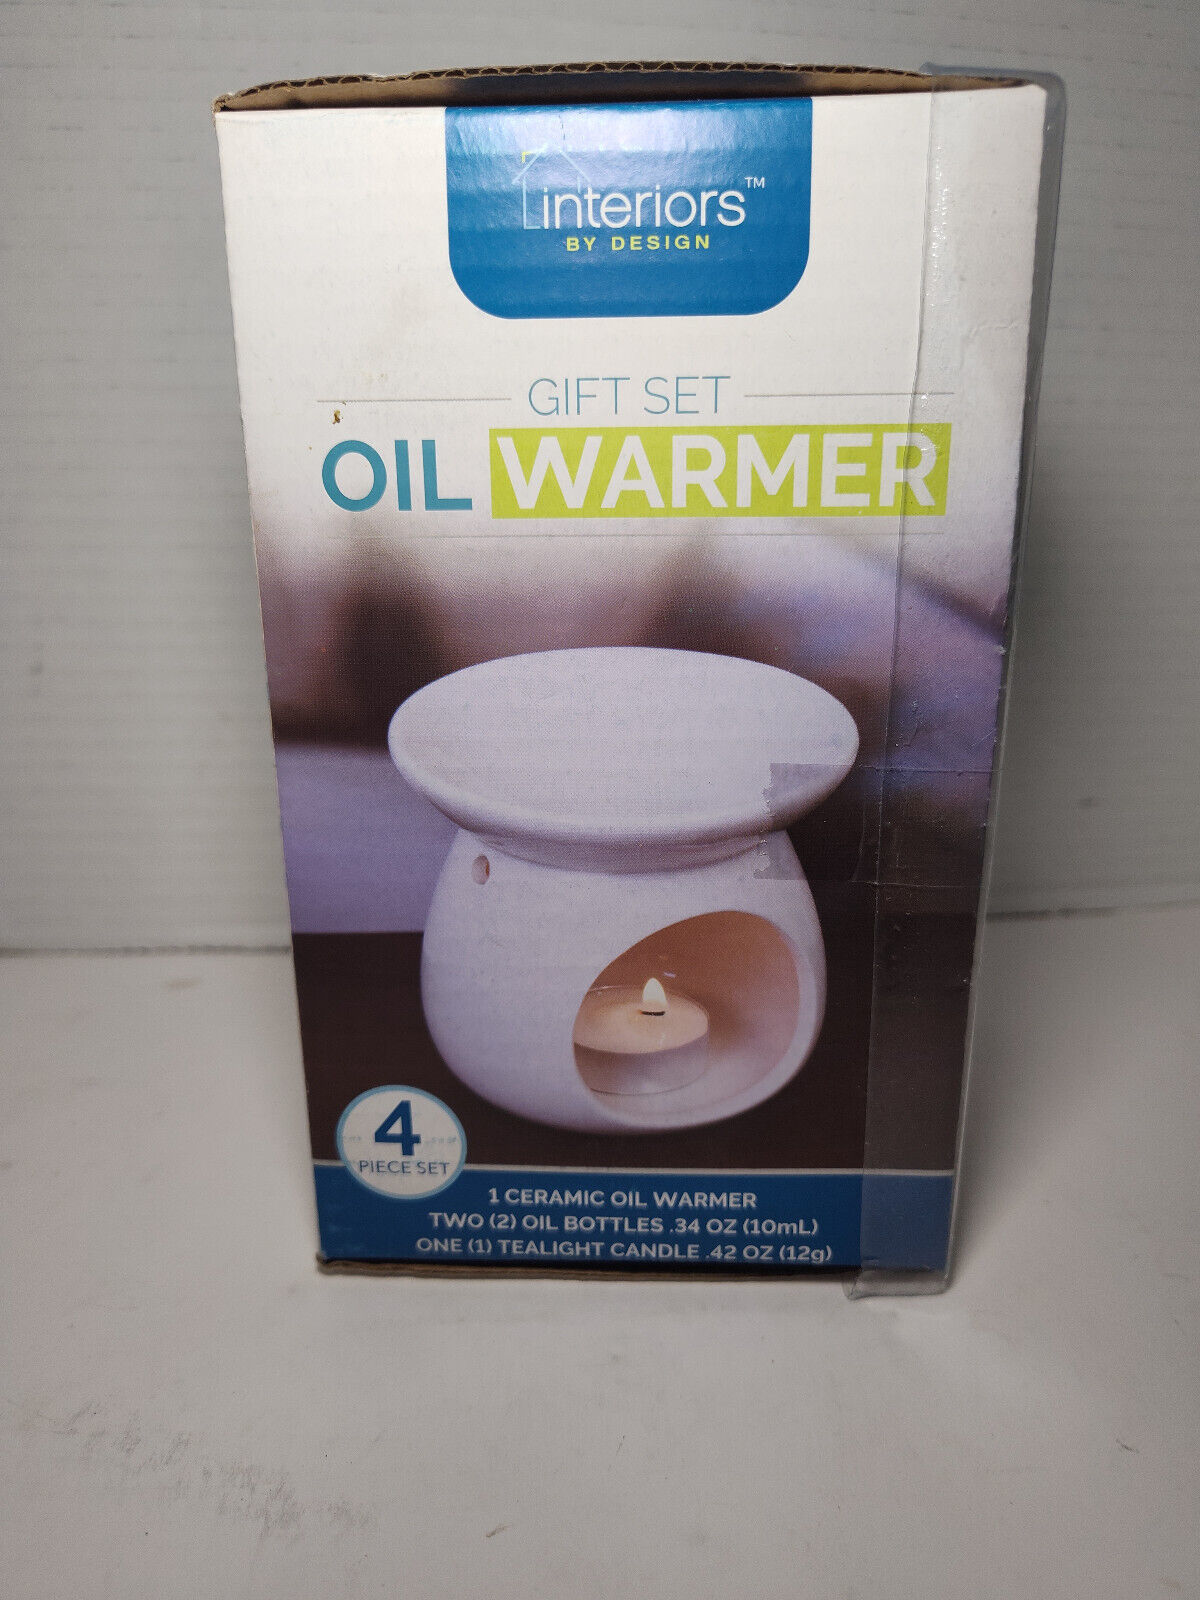 interiors™
BY DESIGN
GIFT SET
OIL WARMER
4
PIECE SET
1 CERAMIC OIL WARMER
TWO (2) OIL BOTTLES .34 OZ (10mL)
ONE (1) TEALIGHT CANDLE .42 OZ (12g)